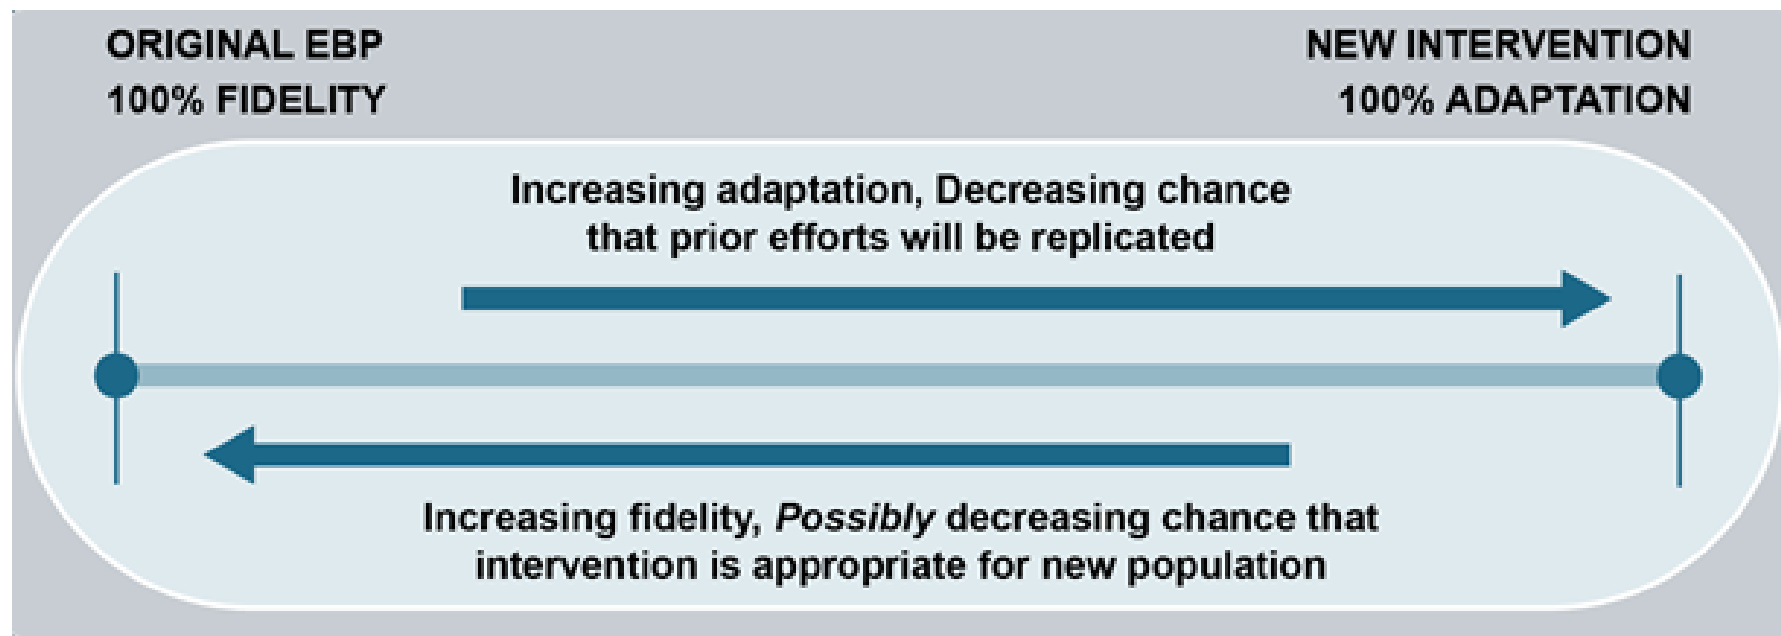 ORIGINAL EBP
100% FIDELITY
NEW INTERVENTION
100% ADAPTATION
Increasing adaptation, Decreasing chance
that prior efforts will be replicated
Increasing fidelity, Possibly decreasing chance that
intervention is appropriate for new population